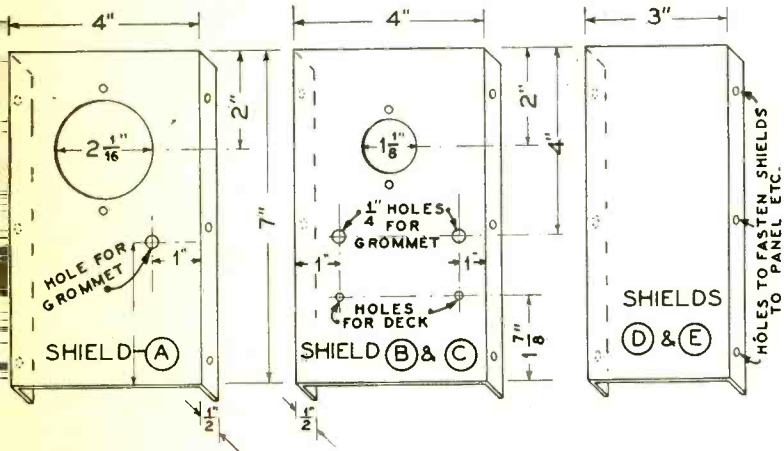 4"
4"
3"
2 1/16"
2"
7"
HOLE FOR
GROMMET
1"
SHIELD-A
1/2"
1 1/8"
2"
4"
1/4" HOLES
FOR
GROMMET
1"
1"
HOLES
FOR DECK
1 7/8"
SHIELD B & C
1/2"
SHIELDS
D & E
HOLES TO FASTEN SHIELDS
TO PANEL ETC.